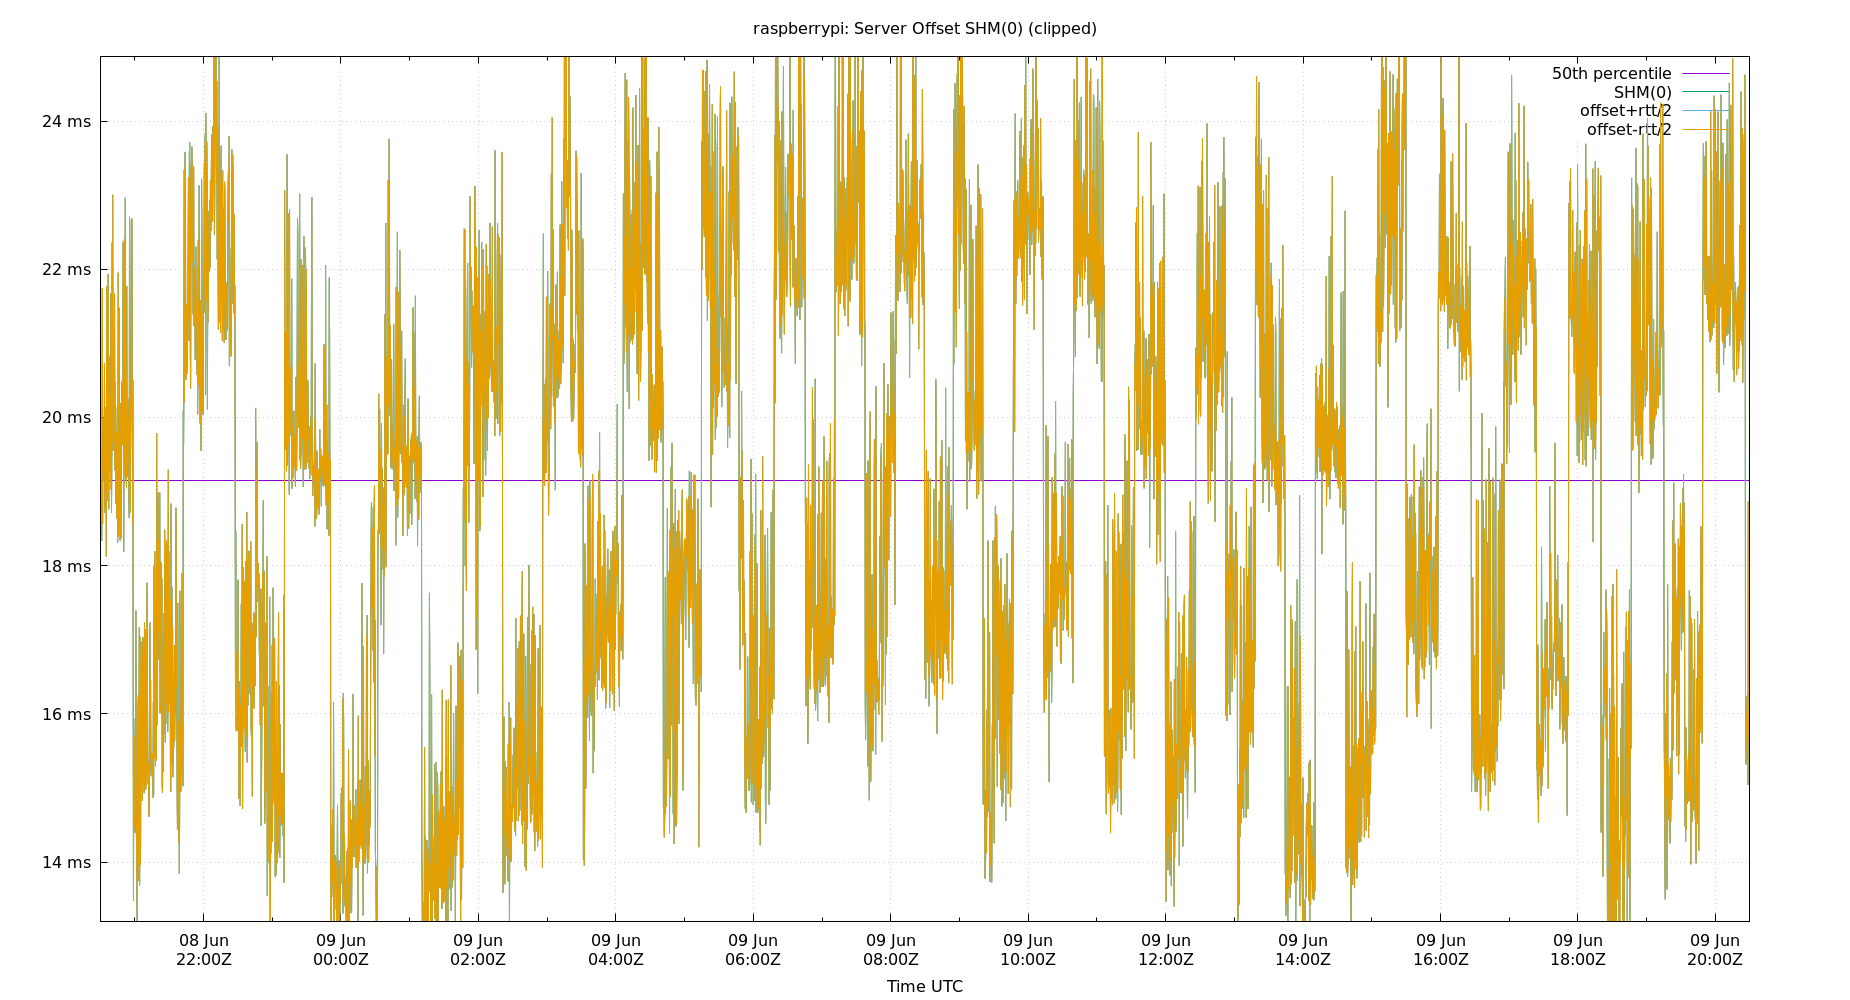 raspberrypi: Server Offset SHM(0) (clipped)
50th percentile
SHM(0)
offset+rtt/2
offset-rtt/2
24 ms
22 ms
20 ms
18 ms
16 ms
14 ms
08 Jun 09 Jun 09 Jun 09 Jun 09 Jun 09 Jun 09 Jun 09 Jun 09 Jun 09 Jun 09 Jun 09 Jun
22:00Z 00:00Z 02:00Z 04:00Z 06:00Z 08:00Z 10:00Z 12:00Z 14:00Z 16:00Z 18:00Z 20:00Z
Time UTC